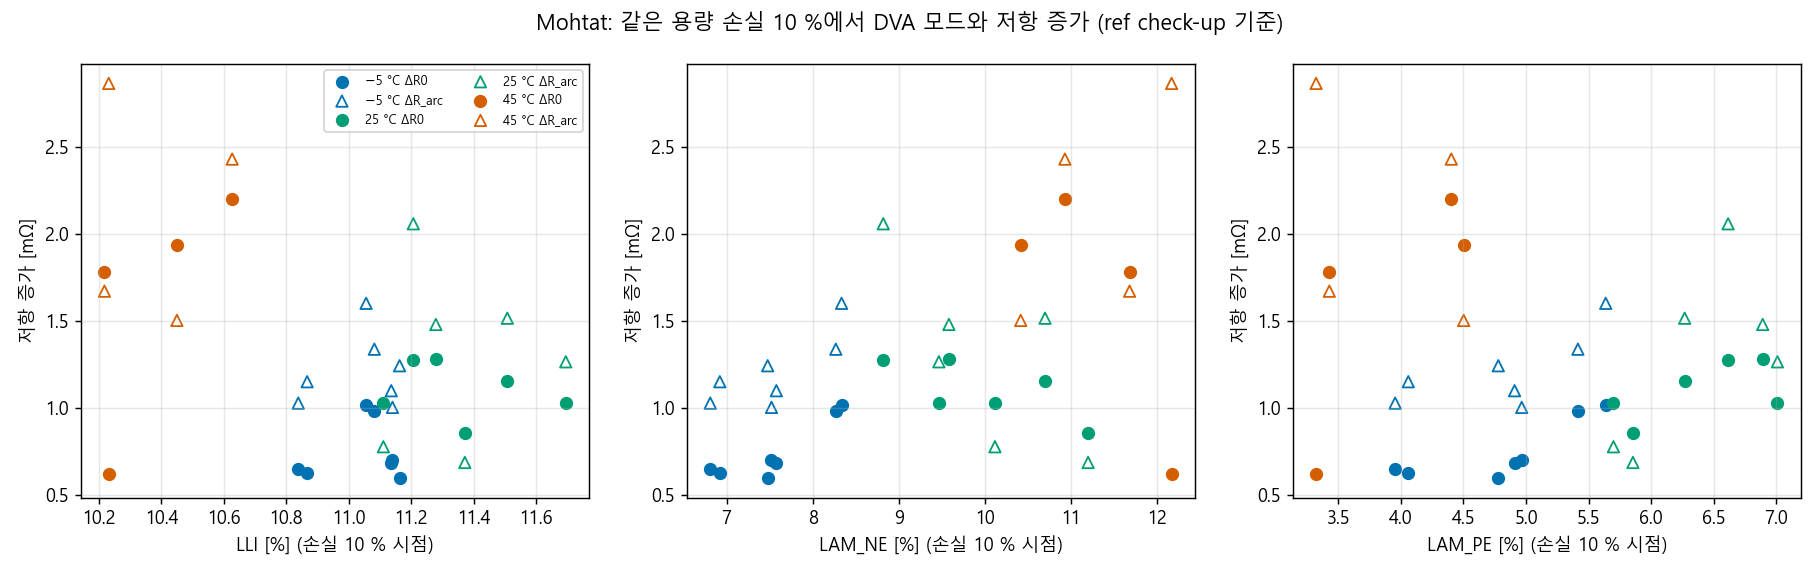 Mohtat: 같은 용량 손실 10 %에서 DVA 모드와 저항 증가 (ref check-up 기준)
−5 °C ΔR0
−5 °C ΔR_arc
25 °C ΔR0
25 °C ΔR_arc
45 °C ΔR0
45 °C ΔR_arc
저항 증가 [mΩ]
2.5
2.0
1.5
1.0
0.5
10.2 10.4 10.6 10.8 11.0 11.2 11.4 11.6
LLI [%] (손실 10 % 시점)
저항 증가 [mΩ]
2.5
2.0
1.5
1.0
0.5
7 8 9 10 11 12
LAM_NE [%] (손실 10 % 시점)
저항 증가 [mΩ]
2.5
2.0
1.5
1.0
0.5
3.5 4.0 4.5 5.0 5.5 6.0 6.5 7.0
LAM_PE [%] (손실 10 % 시점)